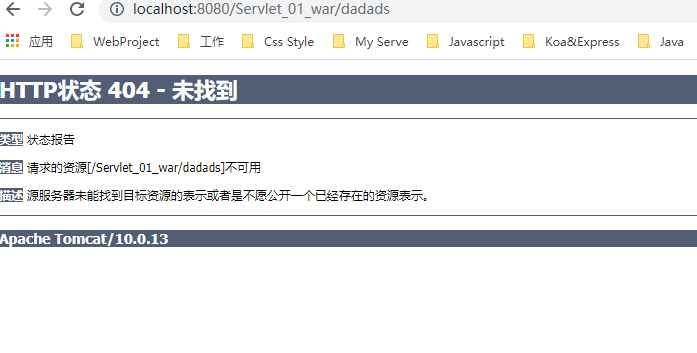 localhost:8080/Servlet_01_war/dadads
应用 WebProject 工作 Css Style My Serve Javascript Koa&Express Java
HTTP状态 404 - 未找到
类型 状态报告
消息 请求的资源[/Servlet_01_war/dadads]不可用
描述 源服务器未能找到目标资源的表示或者是不愿公开一个已经存在的资源表示。
Apache Tomcat/10.0.13